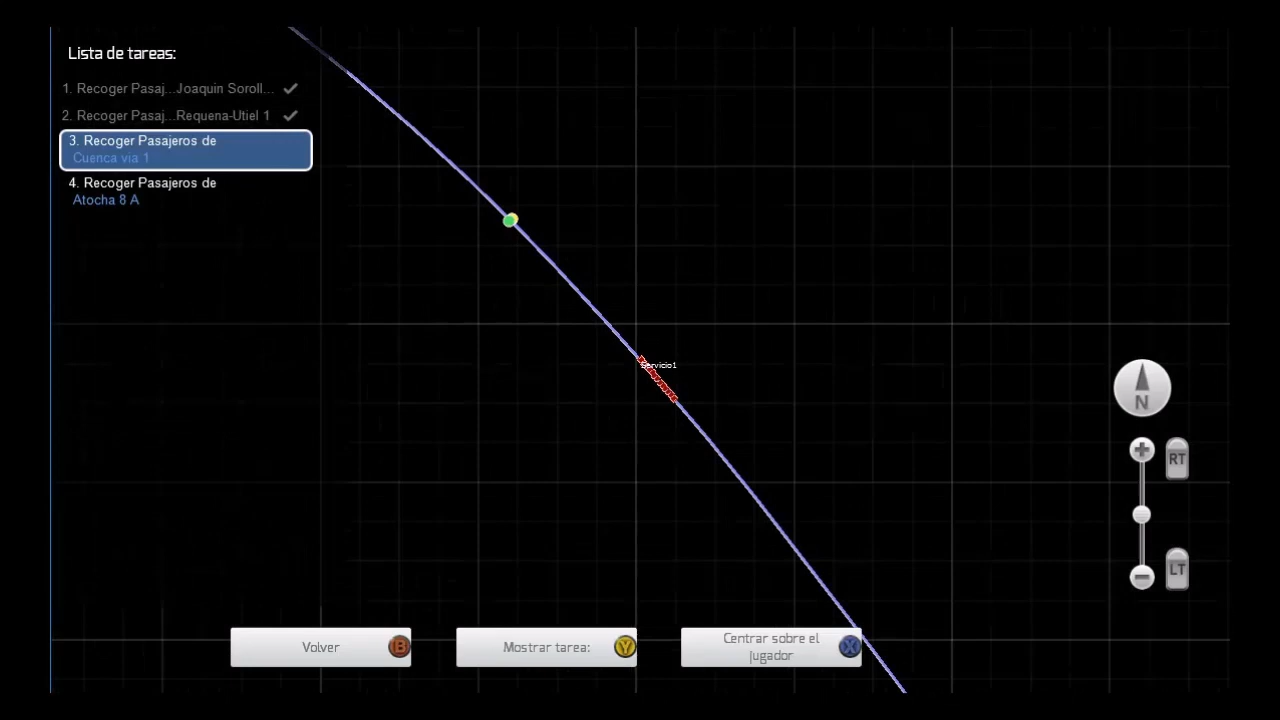 Lista de tareas:
1. Recoger Pasaj...Joaquin Soroll...
2. Recoger Pasaj...Requena-Utiel 1
3. Recoger Pasajeros de
Cuenca via 1
4. Recoger Pasajeros de
Atocha 8 A
Servicio1
N
RT
LT
Volver B
Mostrar tarea: Y
Centrar sobre el
jugador X